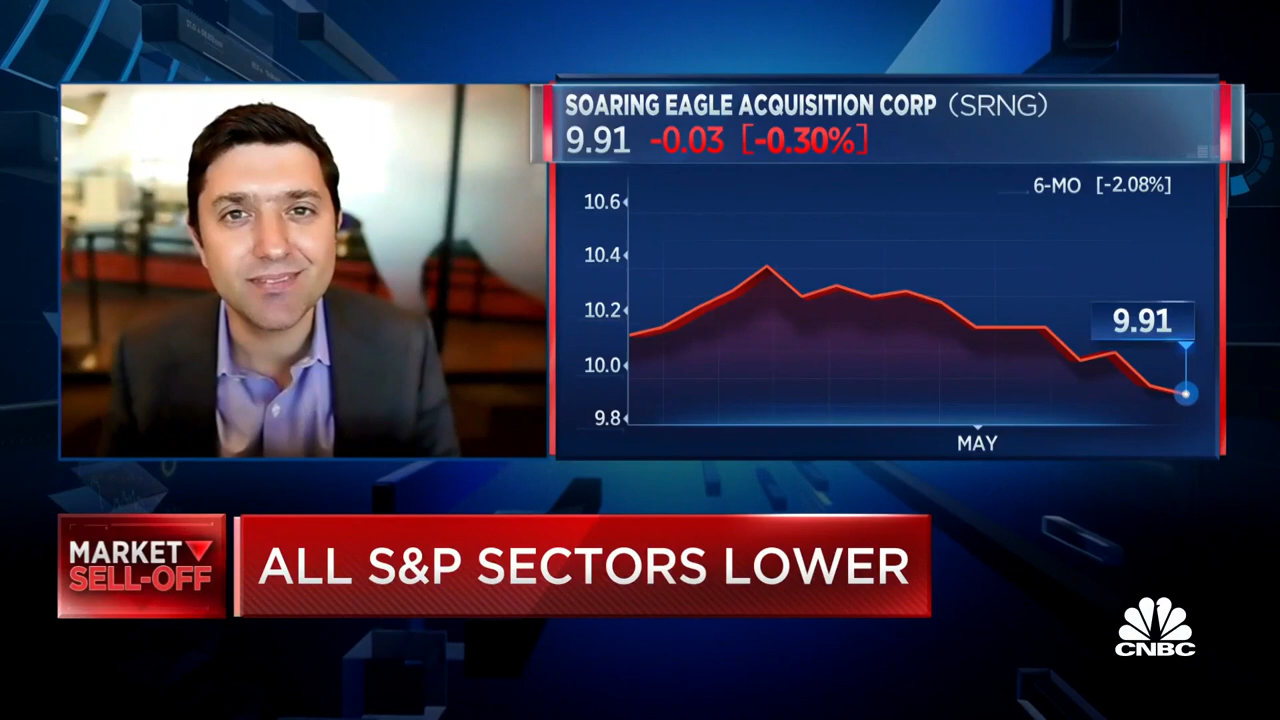 SOARING EAGLE ACQUISITION CORP (SRNG)
9.91 -0.03 [-0.30%]
6-MO [-2.08%]
10.6
10.4
10.2
10.0
9.8
9.91
MAY
MARKET
SELL-OFF
ALL S&P SECTORS LOWER
CNBC